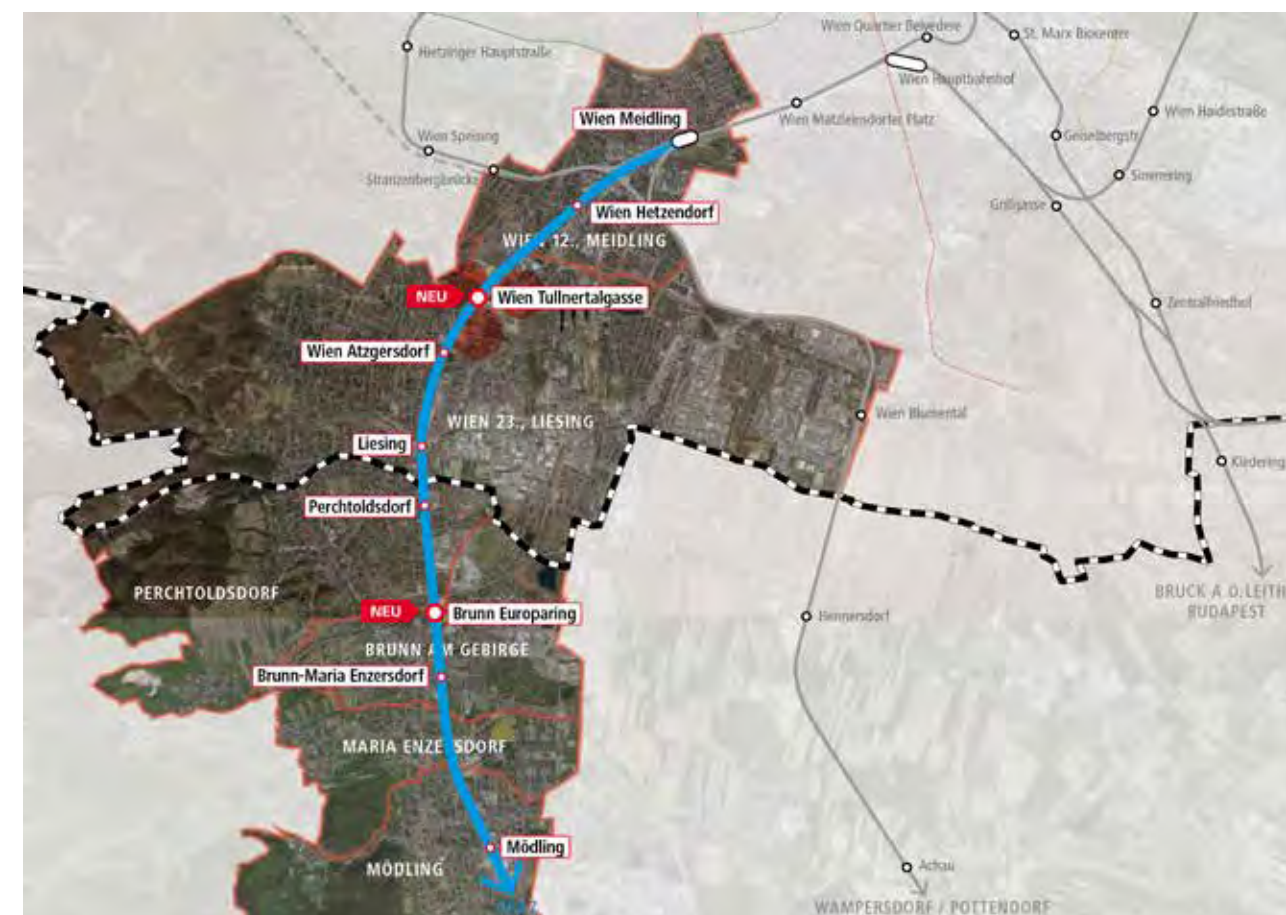 Wien Quartier Belvedere
St. Marx Biocenter
Hietzinger Hauptstraße
Wien Hauptbahnhof
Wien Meidling
Wien Matzleinsdorfer Platz
Wien Haidestraße
Wien Speising
Geiselbergstr.
Stranzenbergbrücke
Simmering
Wien Hetzendorf
Grillgasse
WIEN 12., MEIDLING
NEU
Wien Tullnertalgasse
Zentralfriedhof
Wien Atzgersdorf
WIEN 23., LIESING
Wien Blumental
Liesing
Kledering
Perchtoldsdorf
PERCHTOLDSDORF
BRUCK A.D.LEITH
BUDAPEST
NEU
Brunn Europaring
Hennersdorf
BRUNN AM GEBIRGE
Brunn-Maria Enzersdorf
MARIA ENZERSDORF
Mödling
MÖDLING
Achau
WAMPERSDORF / POTTENDORF